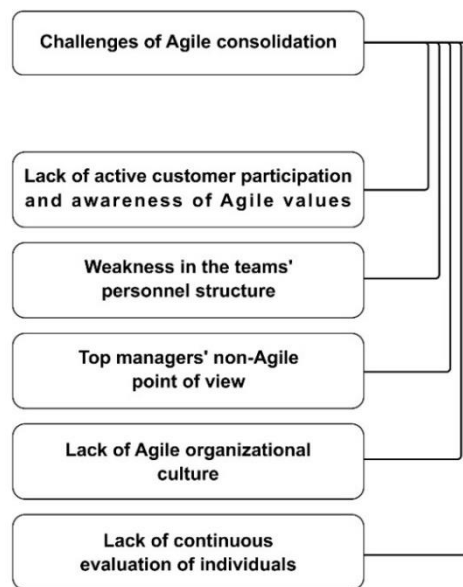 Challenges of Agile consolidation
Lack of active customer participation
and awareness of Agile values
Weakness in the teams'
personnel structure
Top managers' non-Agile
point of view
Lack of Agile organizational
culture
Lack of continuous
evaluation of individuals